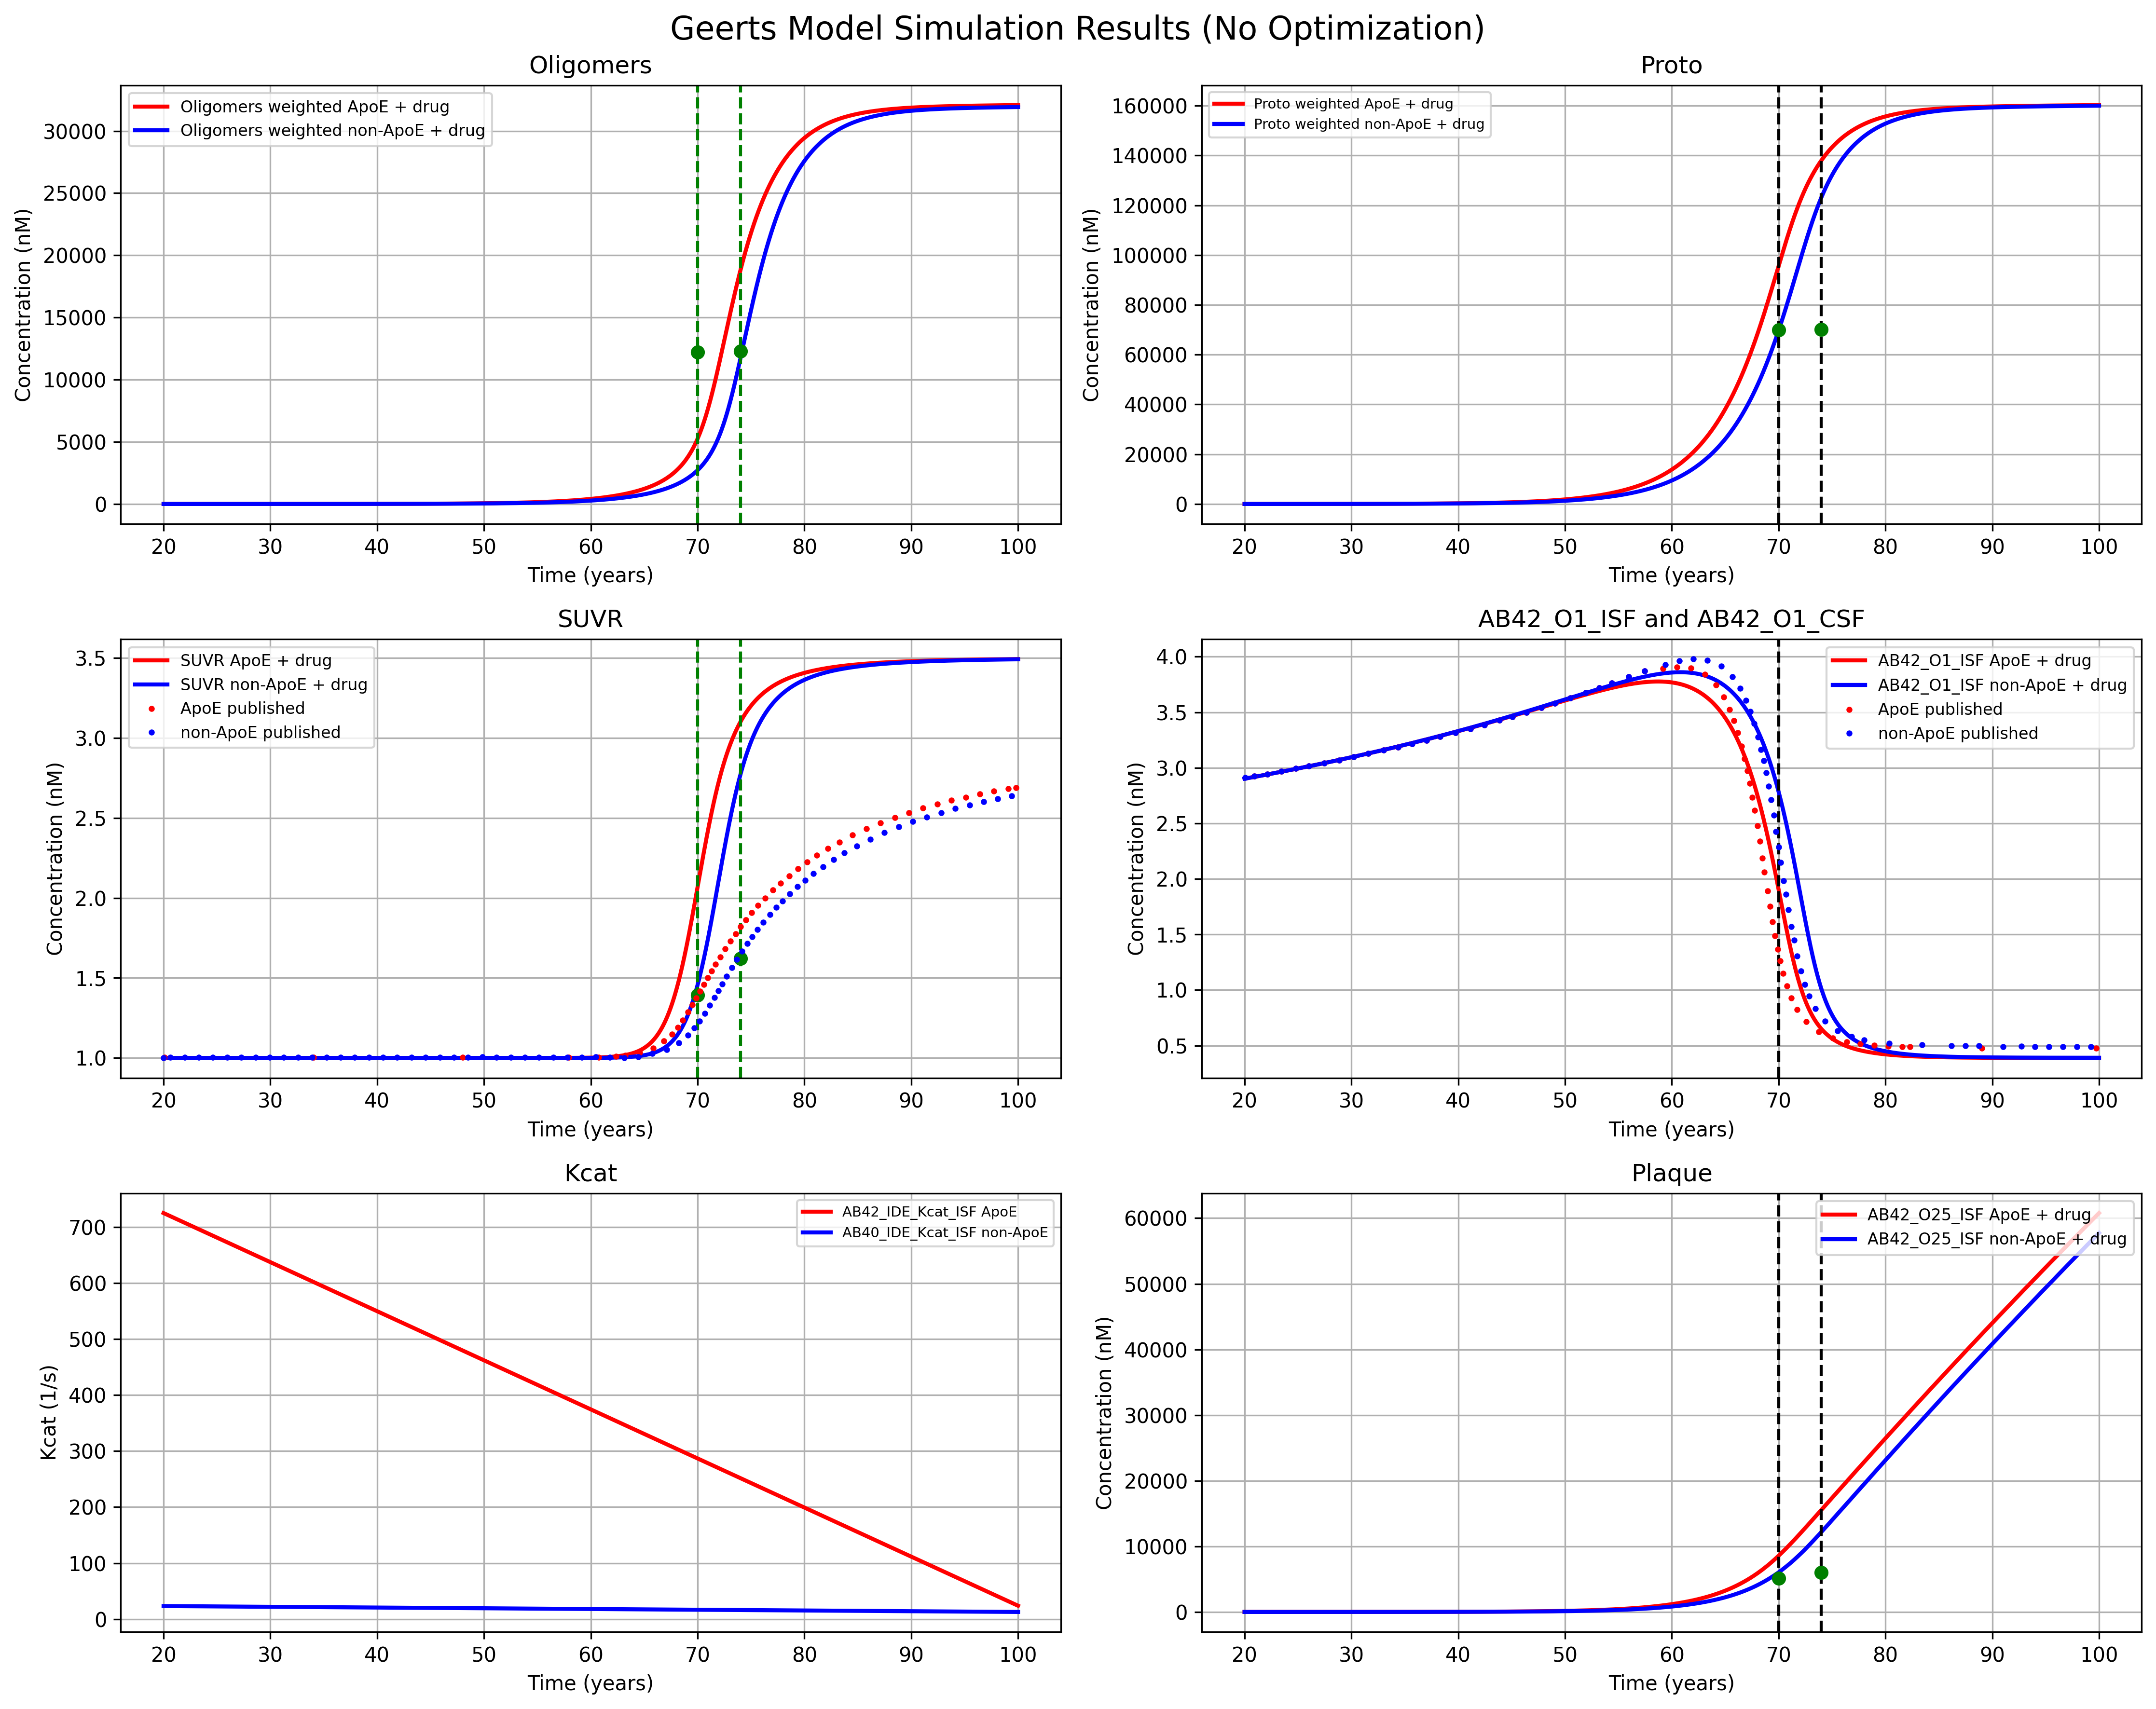 Geerts Model Simulation Results (No Optimization)
Oligomers
Oligomers weighted ApoE + drug
Oligomers weighted non-ApoE + drug
Concentration (nM)
30000
25000
20000
15000
10000
5000
0
20 30 40 50 60 70 80 90 100
Time (years)
Proto
Proto weighted ApoE + drug
Proto weighted non-ApoE + drug
Concentration (nM)
160000
140000
120000
100000
80000
60000
40000
20000
0
20 30 40 50 60 70 80 90 100
Time (years)
SUVR
SUVR ApoE + drug
SUVR non-ApoE + drug
ApoE published
non-ApoE published
Concentration (nM)
3.5
3.0
2.5
2.0
1.5
1.0
20 30 40 50 60 70 80 90 100
Time (years)
AB42_O1_ISF and AB42_O1_CSF
AB42_O1_ISF ApoE + drug
AB42_O1_ISF non-ApoE + drug
ApoE published
non-ApoE published
Concentration (nM)
4.0
3.5
3.0
2.5
2.0
1.5
1.0
0.5
20 30 40 50 60 70 80 90 100
Time (years)
Kcat
AB42_IDE_Kcat_ISF ApoE
AB40_IDE_Kcat_ISF non-ApoE
Kcat (1/s)
700
600
500
400
300
200
100
0
20 30 40 50 60 70 80 90 100
Time (years)
Plaque
AB42_O25_ISF ApoE + drug
AB42_O25_ISF non-ApoE + drug
Concentration (nM)
60000
50000
40000
30000
20000
10000
0
20 30 40 50 60 70 80 90 100
Time (years)